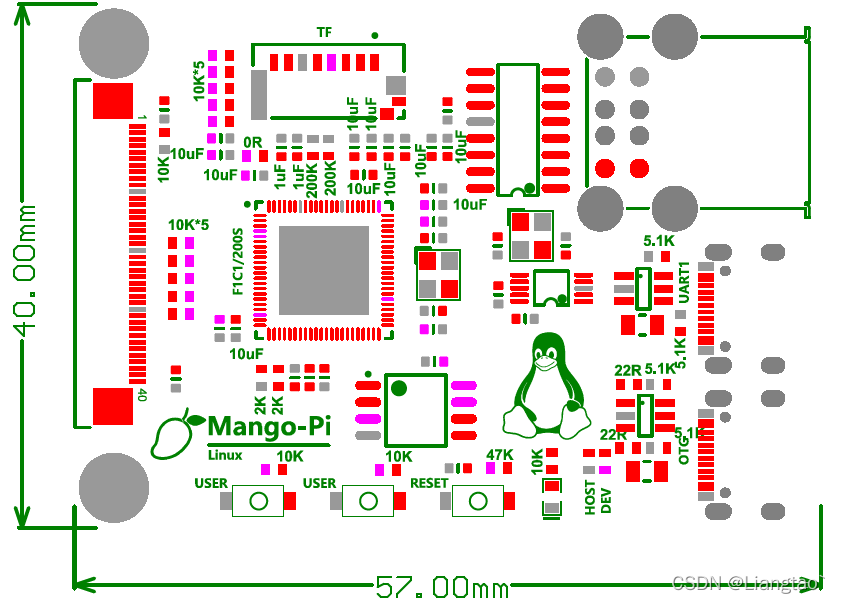 TF
10K*5
10uF
10uF
1
10uF
0R
10K
10uF
1uF
1uF
200K
200K
10uF
10uF
10uF
10uF
10uF
10K*5
F1C1/200S
5.1K
UART1
5.1K
40.00mm
10uF
22R
5.1K
40
2K
2K
Mango-Pi
Linux
22R
5.1K
OTG
10K
10K
47K
10K
USER
USER
RESET
HOST
DEV
57.00mm
CSDN @Liangtao`